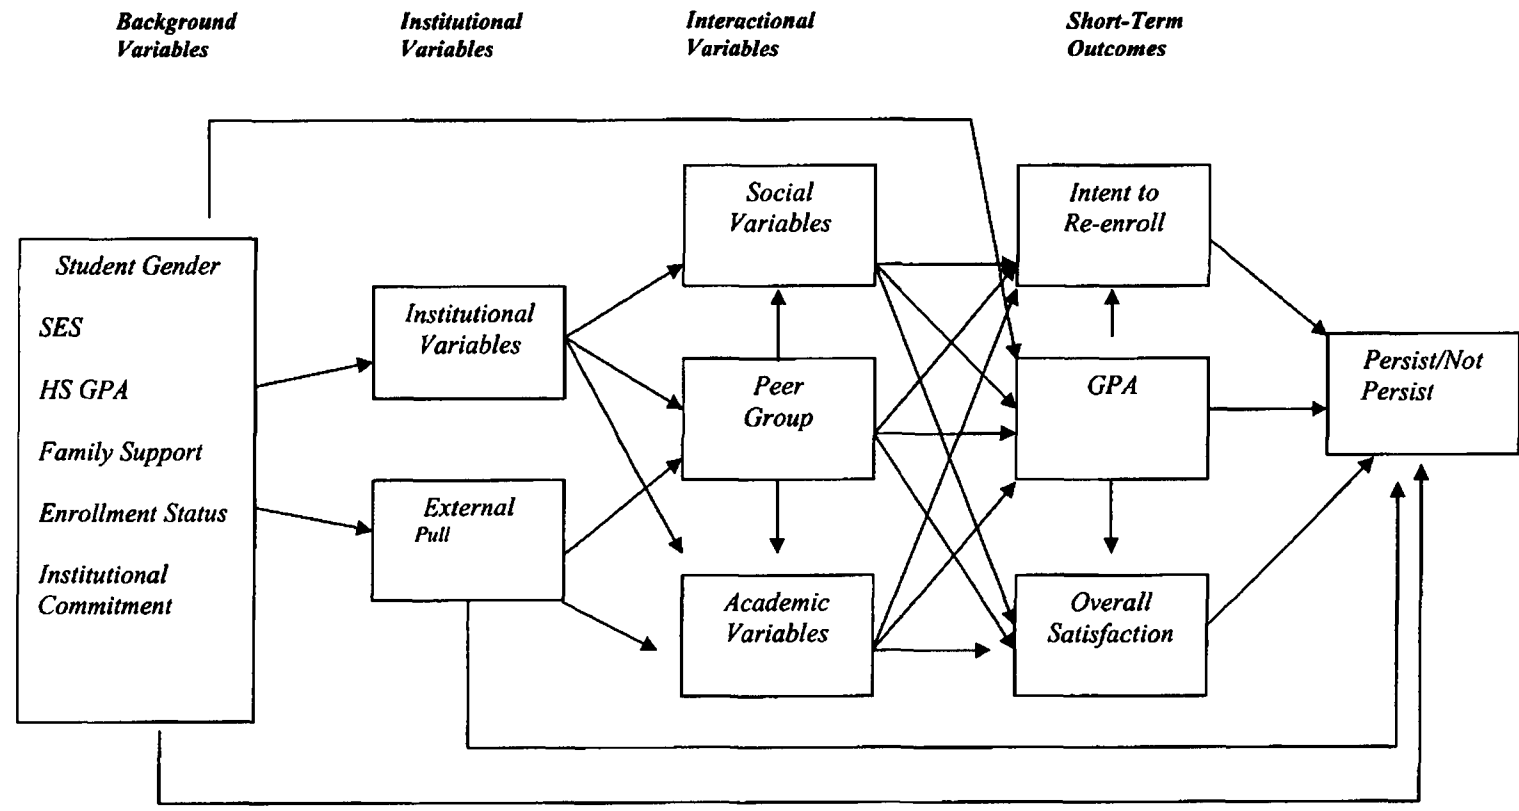 Background
Variables
Institutional
Variables
Interactional
Variables
Short-Term
Outcomes
Student Gender
SES
HS GPA
Family Support
Enrollment Status
Institutional
Commitment
Institutional
Variables
External
Pull
Social
Variables
Peer
Group
Academic
Variables
Intent to
Re-enroll
GPA
Overall
Satisfaction
Persist/Not
Persist